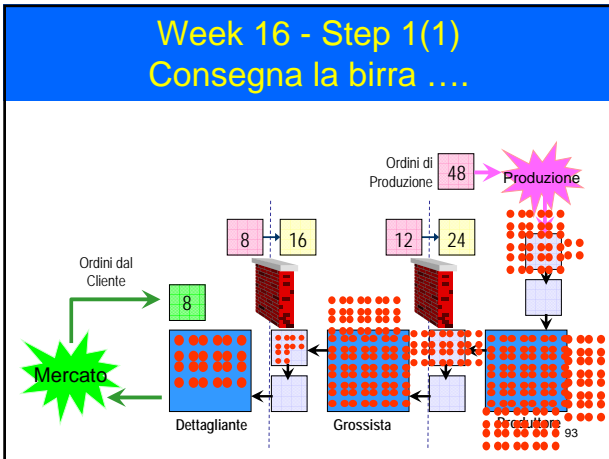 Week 16 - Step 1(1)
Consegna la birra ….
Ordini di
Produzione
48
Produzione
8
16
12
24
Ordini dal
Cliente
8
Mercato
Dettagliante
Grossista
Produttore
93